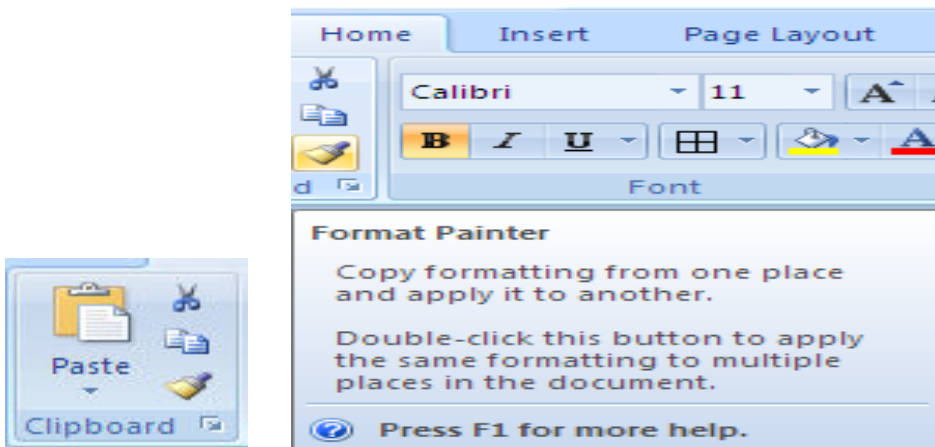 Home Insert Page Layout
Calibri 11 A
B I U A
d Font
Format Painter
Copy formatting from one place
and apply it to another.
Double-click this button to apply
the same formatting to multiple
places in the document.
Press F1 for more help.
Paste
Clipboard